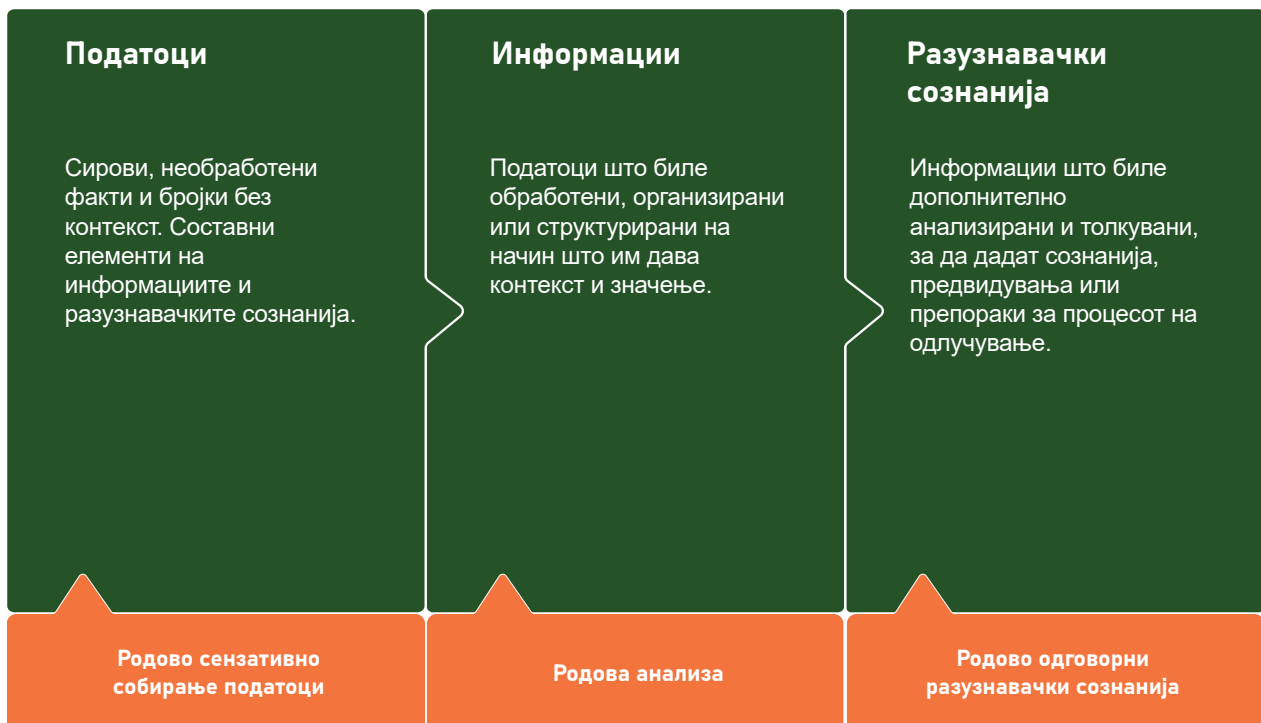 Податоци
Сирови, необработени
факти и бројки без
контекст. Составни
елементи на
информациите и
разузнавачките сознанија.
Информации
Податоци што биле
обработени, организирани
или структурирани на
начин што им дава
контекст и значење.
Разузнавачки
сознанија
Информации што биле
дополнително
анализирани и толкувани,
за да дадат сознанија,
предвидувања или
препораки за процесот на
одлучување.
Родово сензативно
собирање податоци
Родова анализа
Родово одговорни
разузнавачки сознанија